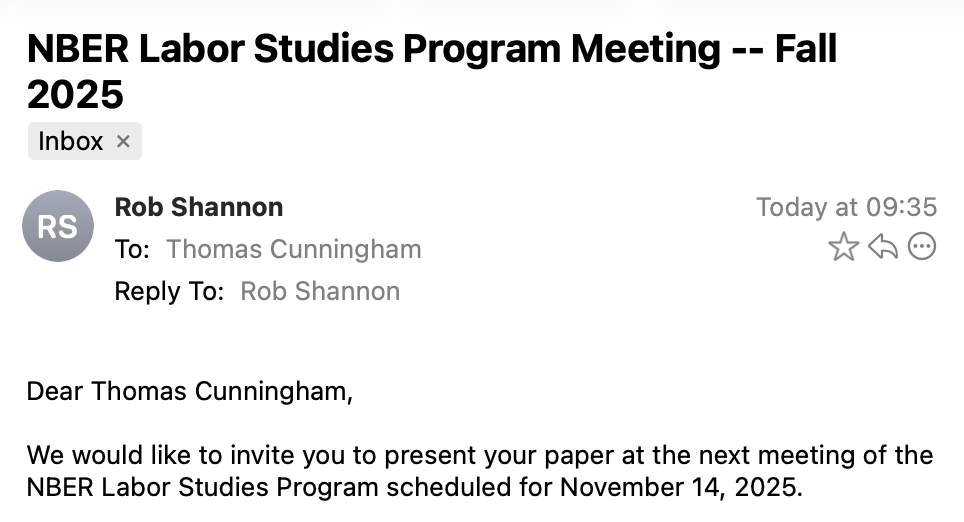 NBER Labor Studies Program Meeting -- Fall
2025
Inbox ×
RS
Rob Shannon
Today at 09:35
To: Thomas Cunningham
Reply To: Rob Shannon
Dear Thomas Cunningham,
We would like to invite you to present your paper at the next meeting of the
NBER Labor Studies Program scheduled for November 14, 2025.